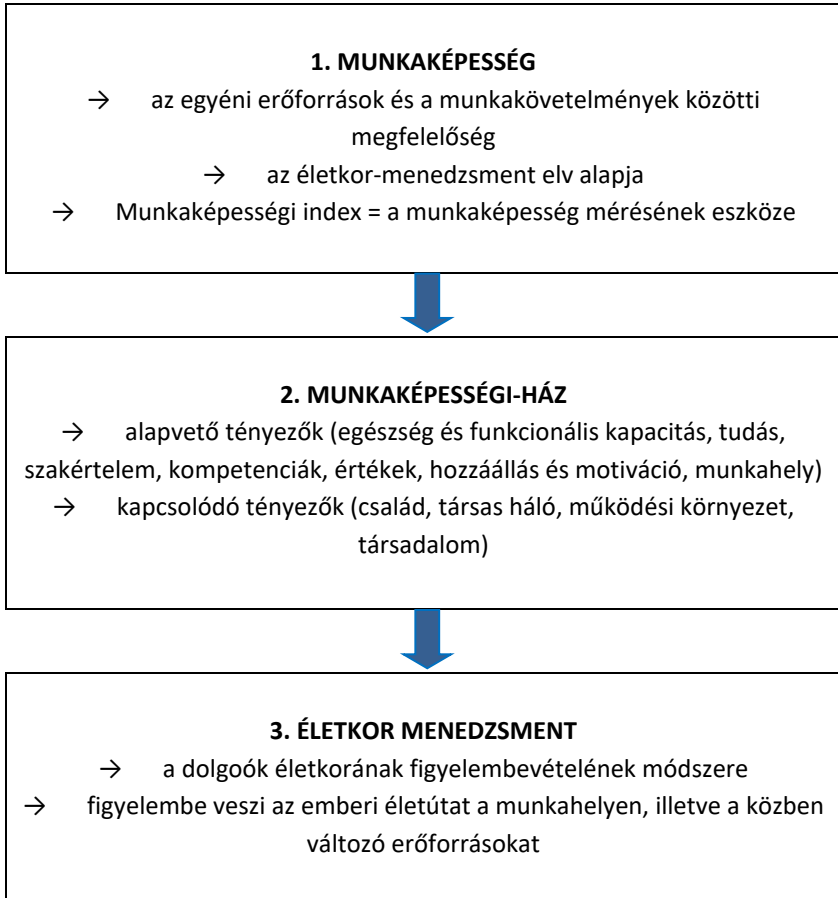 1. MUNKAKÉPESSÉG
→ az egyéni erőforrások és a munkakövetelmények közötti
megfelelőség
→ az életkor-menedzsment elv alapja
→ Munkaképességi index = a munkaképesség mérésének eszköze
2. MUNKAKÉPESSÉGI-HÁZ
→ alapvető tényezők (egészség és funkcionális kapacitás, tudás,
szakértelem, kompetenciák, értékek, hozzáállás és motiváció, munkahely)
→ kapcsolódó tényezők (család, társas háló, működési környezet,
társadalom)
3. ÉLETKOR MENEDZSMENT
→ a dolgoók életkorának figyelembevételének módszere
→ figyelembe veszi az emberi életútat a munkahelyen, illetve a közben
változó erőforrásokat